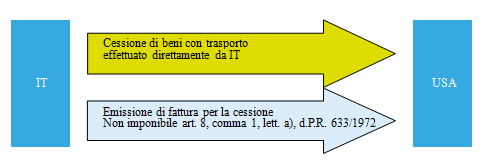 Cessione di beni con trasporto
effettuato direttamente da IT
IT
USA
Emissione di fattura per la cessione
Non imponibile art. 8, comma 1, lett. a), d.P.R. 633/1972